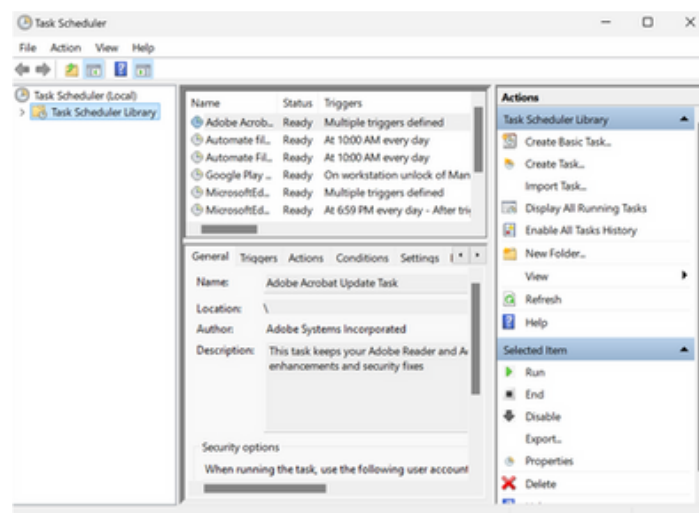 Task Scheduler
File Action View Help
Task Scheduler (Local)
Task Scheduler Library
Name Status Triggers
Adobe Acrob... Ready Multiple triggers defined
Automate fil... Ready At 10:00 AM every day
Automate Fil... Ready At 10:00 AM every day
Google Play ... Ready On workstation unlock of Man
MicrosoftEd... Ready Multiple triggers defined
MicrosoftEd... Ready At 6:59 PM every day - After trig
General Triggers Actions Conditions Settings
Name: Adobe Acrobat Update Task
Location: \
Author: Adobe Systems Incorporated
Description: This task keeps your Adobe Reader and A
enhancements and security fixes
Security options
When running the task, use the following user account
Actions
Task Scheduler Library
Create Basic Task...
Create Task...
Import Task...
Display All Running Tasks
Enable All Tasks History
New Folder...
View
Refresh
Help
Selected Item
Run
End
Disable
Export...
Properties
Delete